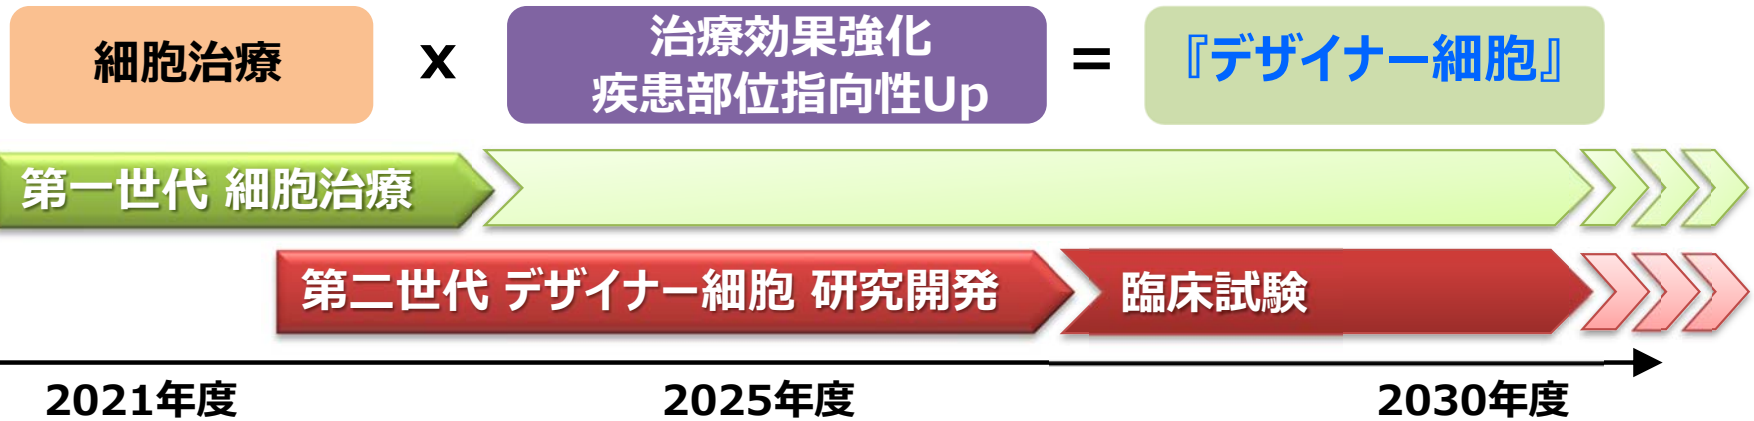 細胞治療
x
治療効果強化
疾患部位指向性Up
=
『デザイナー細胞』
第一世代 細胞治療
第二世代 デザイナー細胞 研究開発
臨床試験
2021年度
2025年度
2030年度